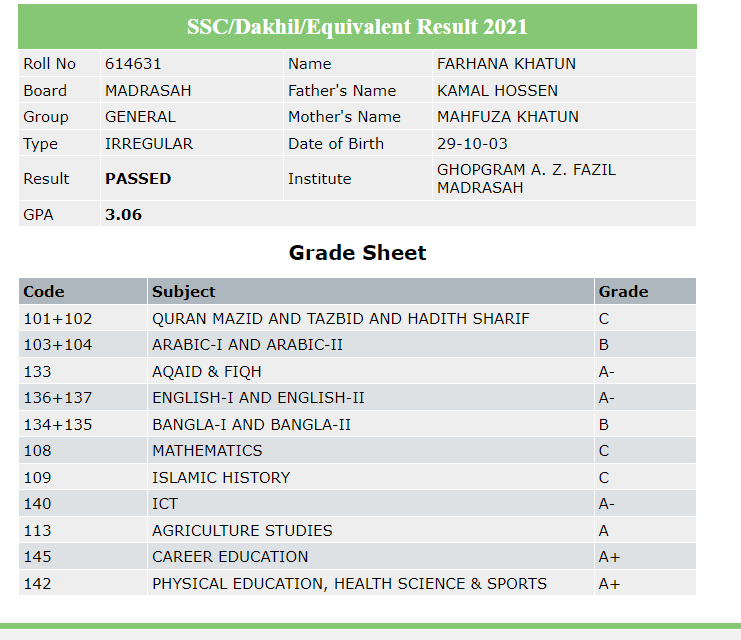 SSC/Dakhil/Equivalent Result 2021
Roll No 614631 Name FARHANA KHATUN
Board MADRASAH Father's Name KAMAL HOSSEN
Group GENERAL Mother's Name MAHFUZA KHATUN
Type IRREGULAR Date of Birth 29-10-03
Result PASSED Institute GHOPGRAM A. Z. FAZIL
MADRASAH
GPA 3.06
Grade Sheet
Code Subject Grade
101+102 QURAN MAZID AND TAZBID AND HADITH SHARIF C
103+104 ARABIC-I AND ARABIC-II B
133 AQAID & FIQH A-
136+137 ENGLISH-I AND ENGLISH-II A-
134+135 BANGLA-I AND BANGLA-II B
108 MATHEMATICS C
109 ISLAMIC HISTORY C
140 ICT A-
113 AGRICULTURE STUDIES A
145 CAREER EDUCATION A+
142 PHYSICAL EDUCATION, HEALTH SCIENCE & SPORTS A+